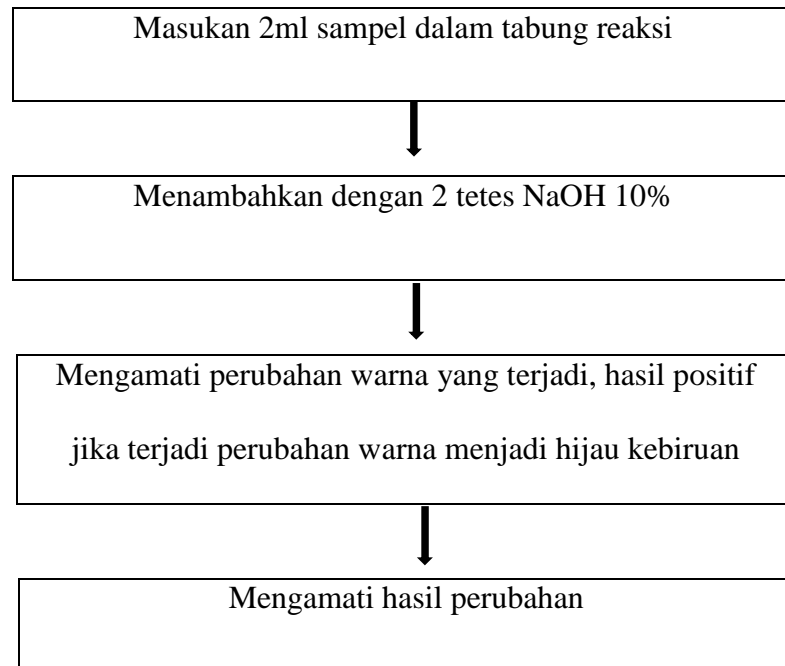 Masukan 2ml sampel dalam tabung reaksi
Menambahkan dengan 2 tetes NaOH 10%
Mengamati perubahan warna yang terjadi, hasil positif
jika terjadi perubahan warna menjadi hijau kebiruan
Mengamati hasil perubahan